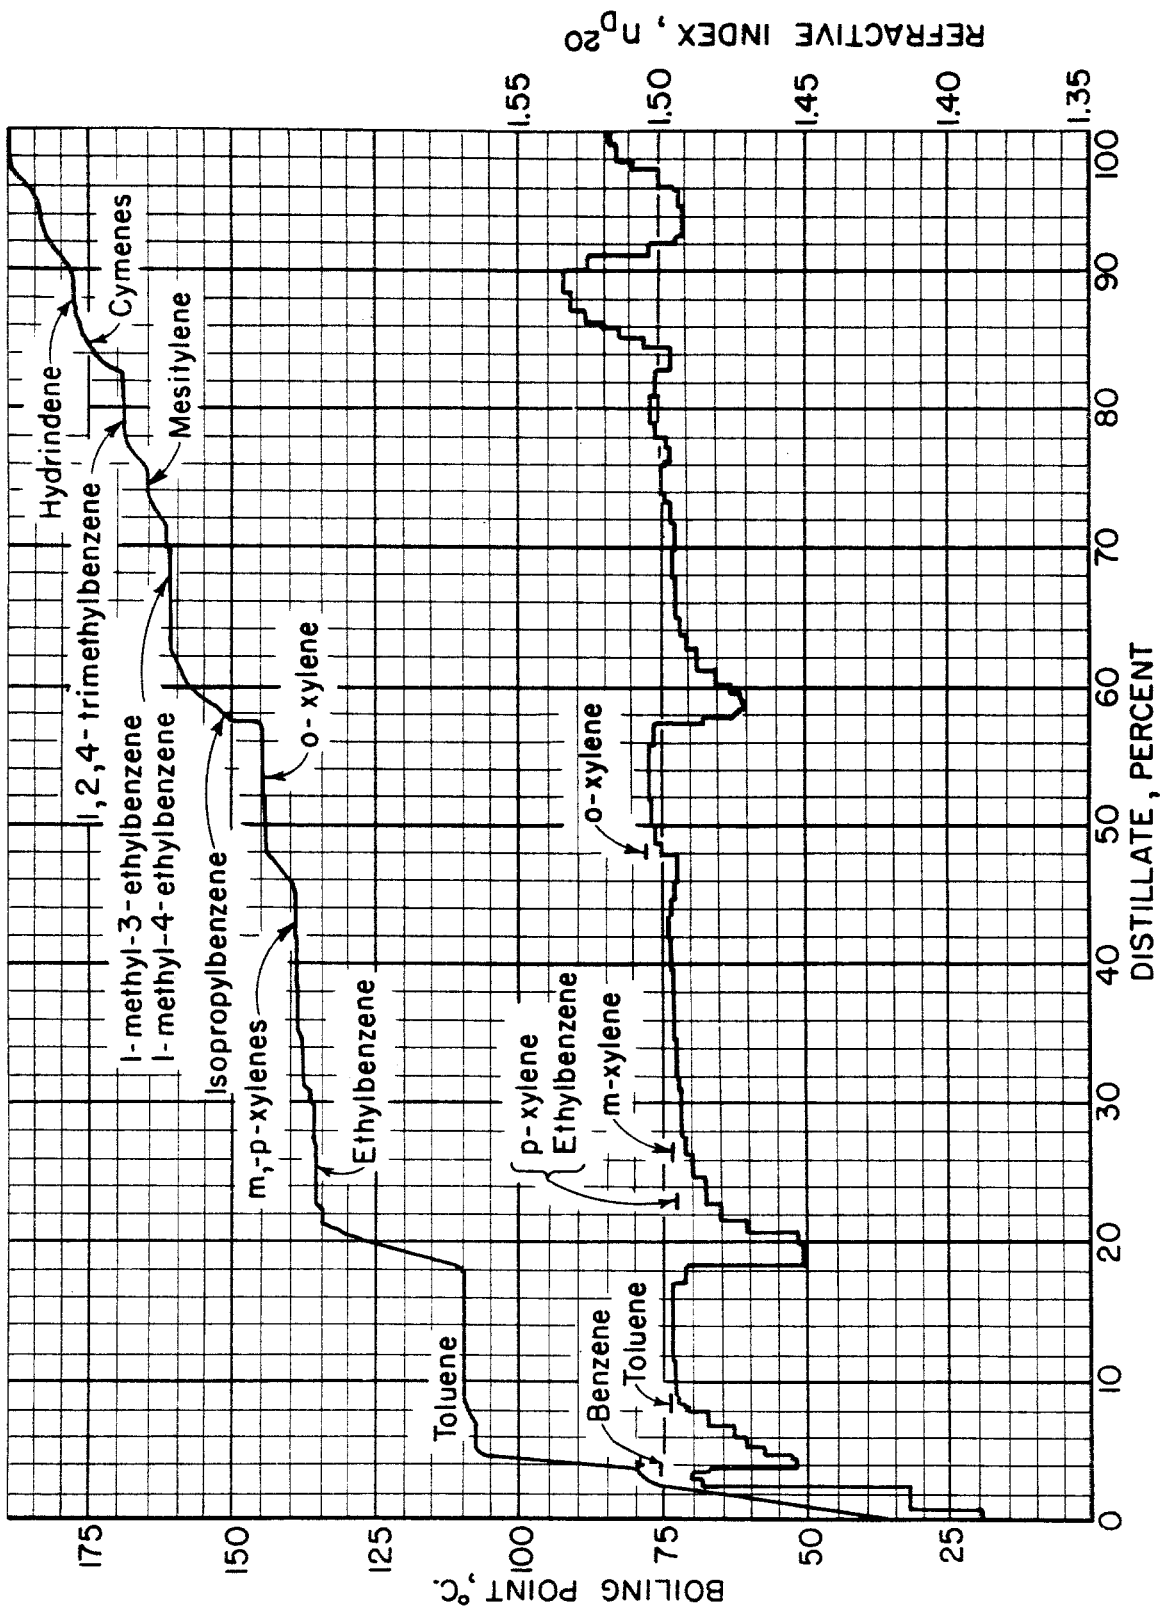 BOILING POINT, °C.
175
150
125
100
75
50
25
REFRACTIVE INDEX, n_D^20
1.55
1.50
1.45
1.40
1.35
DISTILLATE, PERCENT
0
10
20
30
40
50
60
70
80
90
100
Hydrindene
Cymenes
1,2,4-trimethylbenzene
Mesitylene
1-methyl-3-ethylbenzene
1-methyl-4-ethylbenzene
Isopropylbenzene
o-xylene
m,-p-xylenes
Ethylbenzene
Toluene
o-xylene
p-xylene
Ethylbenzene
m-xylene
Benzene
Toluene